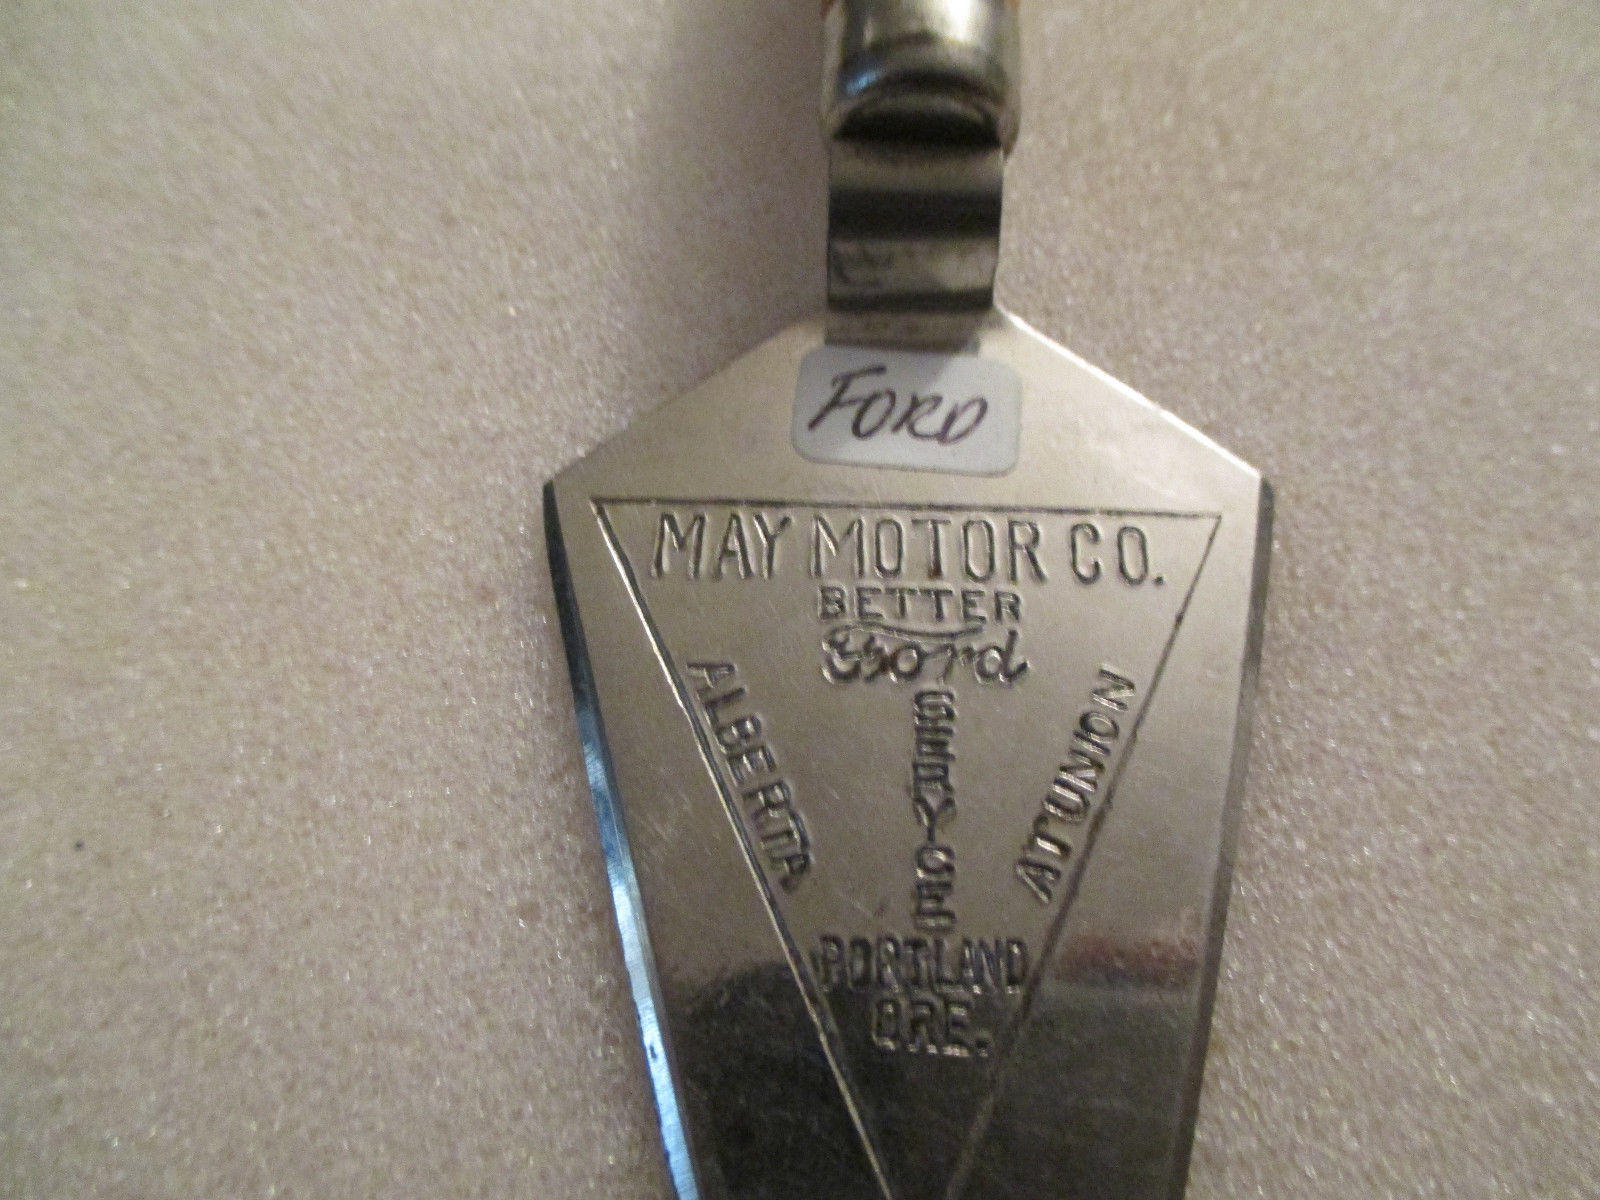 FORD
MAY MOTOR CO.
BETTER
Ford
SERVICE
ALBERTA
AT UNION
PORTLAND
ORE.